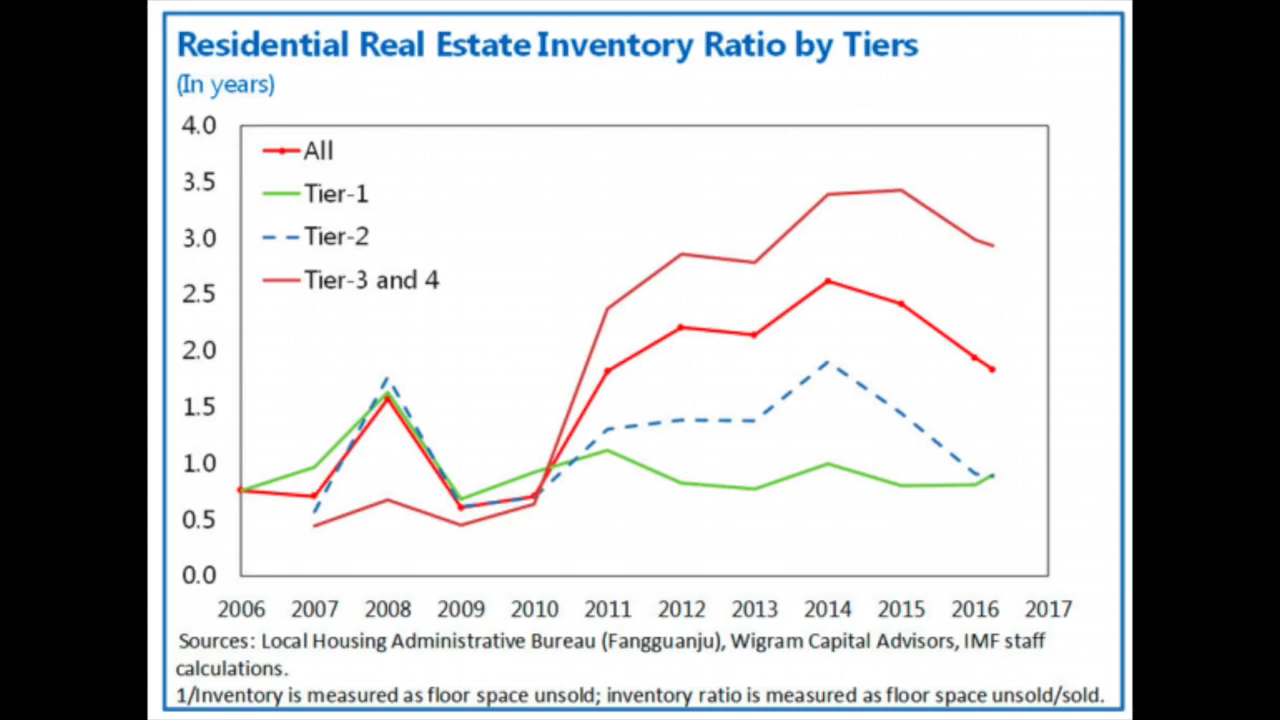 Residential Real Estate Inventory Ratio by Tiers
(In years)
4.0
3.5
3.0
2.5
2.0
1.5
1.0
0.5
0.0
All
Tier-1
Tier-2
Tier-3 and 4
2006 2007 2008 2009 2010 2011 2012 2013 2014 2015 2016 2017
Sources: Local Housing Administrative Bureau (Fangguanju), Wigram Capital Advisors, IMF staff
calculations.
1/Inventory is measured as floor space unsold; inventory ratio is measured as floor space unsold/sold.